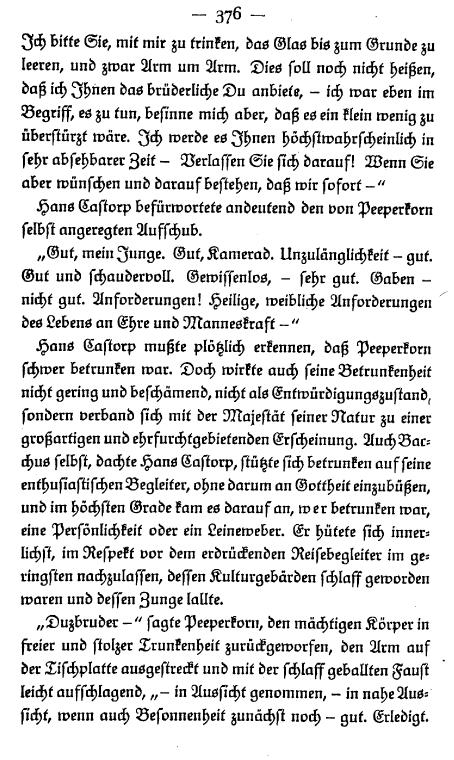 — 376 —
Ich bitte Sie, mit mir zu trinken, das Glas bis zum Grunde zu
leeren, und zwar Arm um Arm. Dies soll noch nicht heißen,
daß ich Ihnen das brüderliche Du anbiete, – ich war eben im
Begriff, es zu tun, besinne mich aber, daß es ein klein wenig zu
überstürzt wäre. Ich werde es Ihnen höchstwahrscheinlich in
sehr absehbarer Zeit – Verlassen Sie sich darauf! Wenn Sie
aber wünschen und darauf bestehen, daß wir sofort –“
Hans Castorp befürwortete andeutend den von Peeperkorn
selbst angeregten Aufschub.
„Gut, mein Junge. Gut, Kamerad. Unzulänglichkeit – gut.
Gut und schaudervoll. Gewissenlos, – sehr gut. Gaben –
nicht gut. Anforderungen! Heilige, weibliche Anforderungen
des Lebens an Ehre und Manneskraft –“
Hans Castorp mußte plötzlich erkennen, daß Peeperkorn
schwer betrunken war. Doch wirkte auch seine Betrunkenheit
nicht gering und beschämend, nicht als Entwürdigungszustand,
sondern verband sich mit der Majestät seiner Natur zu einer
großartigen und ehrfurchtgebietenden Erscheinung. Auch Bac-
chus selbst, dachte Hans Castorp, stützte sich betrunken auf seine
enthusiastischen Begleiter, ohne darum an Gottheit einzubüßen,
und im höchsten Grade kam es darauf an, wer betrunken war,
eine Persönlichkeit oder ein Leineweber. Er hütete sich inner-
lichst, im Respekt vor dem erdrückenden Reisebegleiter im ge-
ringsten nachzulassen, dessen Kulturgebärden schlaff geworden
waren und dessen Zunge lallte.
„Duzbruder –“ sagte Peeperkorn, den mächtigen Körper in
freier und stolzer Trunkenheit zurückgeworfen, den Arm auf
der Tischplatte ausgestreckt und mit der schlaff geballten Faust
leicht aufschlagend, „– in Aussicht genommen, – in nahe Aus-
sicht, wenn auch Besonnenheit zunächst noch – gut. Erledigt.